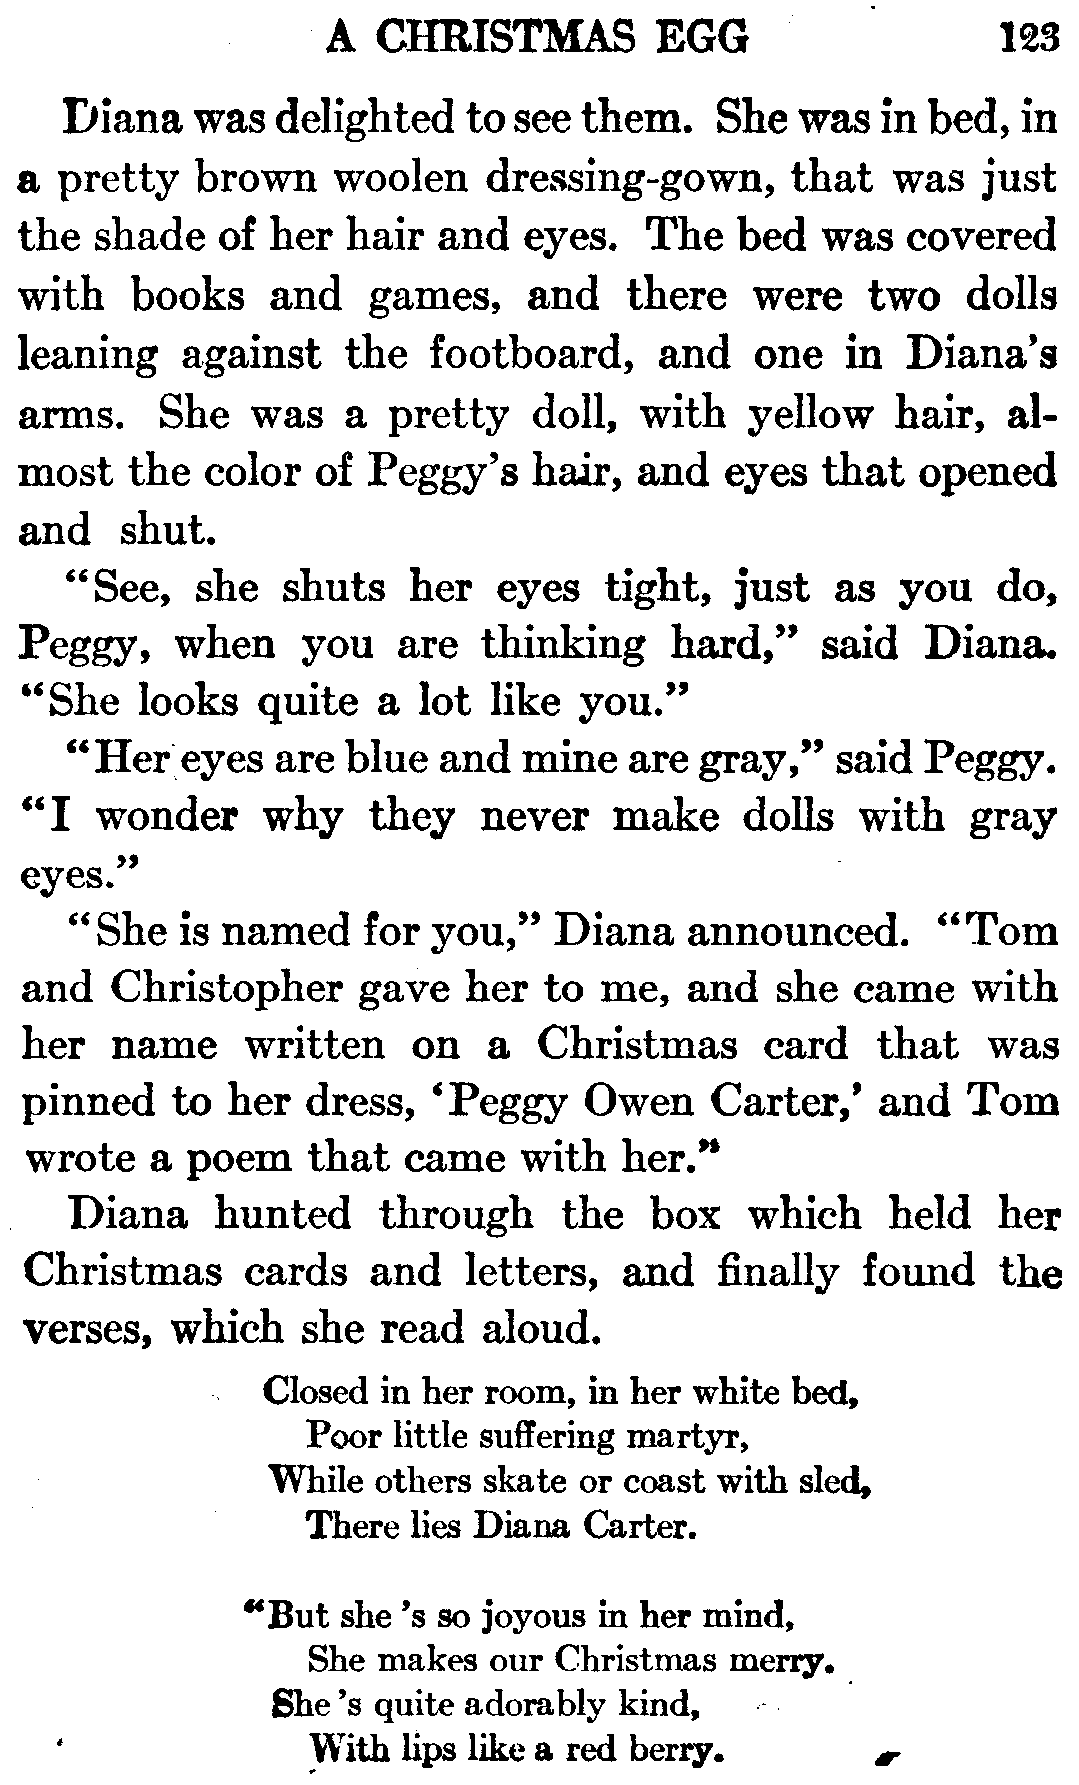 A CHRISTMAS EGG 123
Diana was delighted to see them. She was in bed, in
a pretty brown woolen dressing-gown, that was just
the shade of her hair and eyes. The bed was covered
with books and games, and there were two dolls
leaning against the footboard, and one in Diana's
arms. She was a pretty doll, with yellow hair, al-
most the color of Peggy's hair, and eyes that opened
and shut.
"See, she shuts her eyes tight, just as you do,
Peggy, when you are thinking hard," said Diana.
"She looks quite a lot like you."
"Her eyes are blue and mine are gray," said Peggy.
"I wonder why they never make dolls with gray
eyes."
"She is named for you," Diana announced. "Tom
and Christopher gave her to me, and she came with
her name written on a Christmas card that was
pinned to her dress, 'Peggy Owen Carter,' and Tom
wrote a poem that came with her."
Diana hunted through the box which held her
Christmas cards and letters, and finally found the
verses, which she read aloud.
Closed in her room, in her white bed,
Poor little suffering martyr,
While others skate or coast with sled,
There lies Diana Carter.
"But she 's so joyous in her mind,
She makes our Christmas merry.
She 's quite adorably kind,
With lips like a red berry.